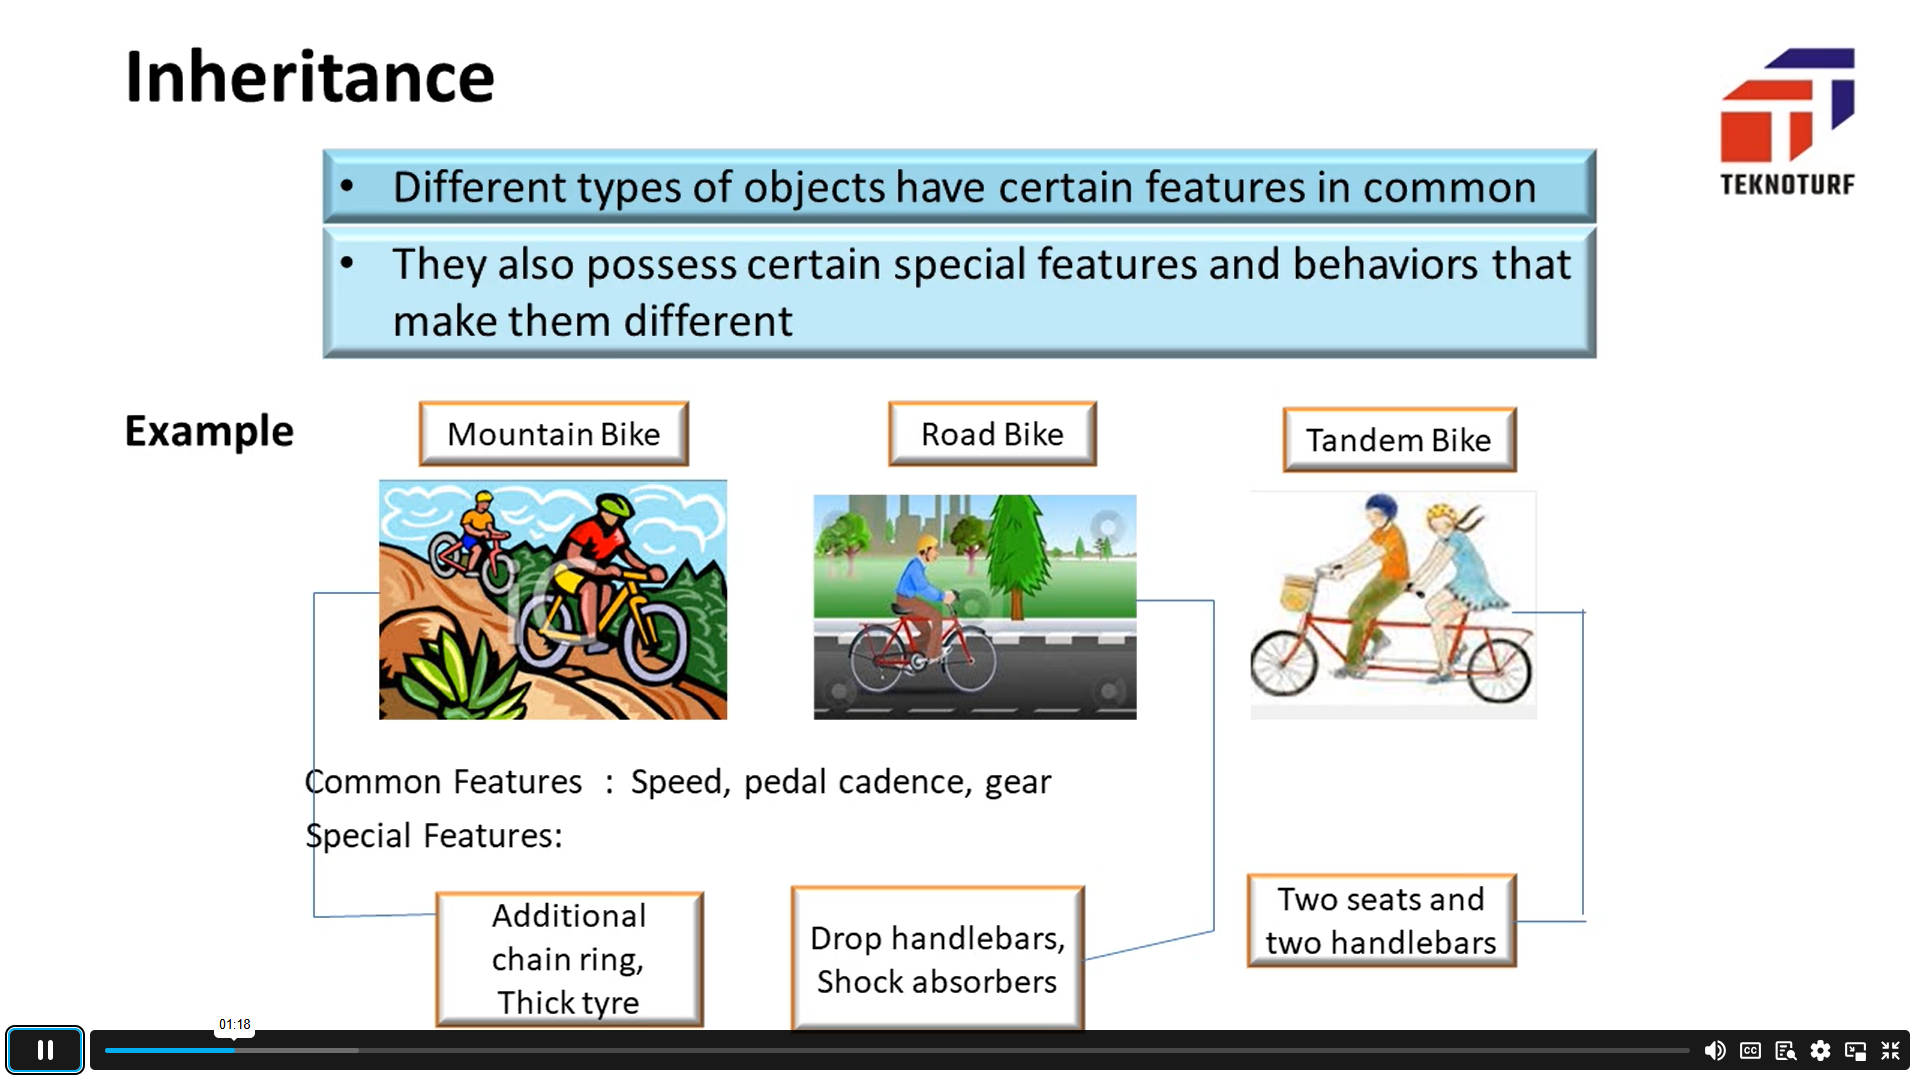 Inheritance
TEKNOTURF
• Different types of objects have certain features in common
• They also possess certain special features and behaviors that
make them different
Example
Mountain Bike
Road Bike
Tandem Bike
Common Features : Speed, pedal cadence, gear
Special Features:
Additional
chain ring,
Thick tyre
Drop handlebars,
Shock absorbers
Two seats and
two handlebars
01:18
CC